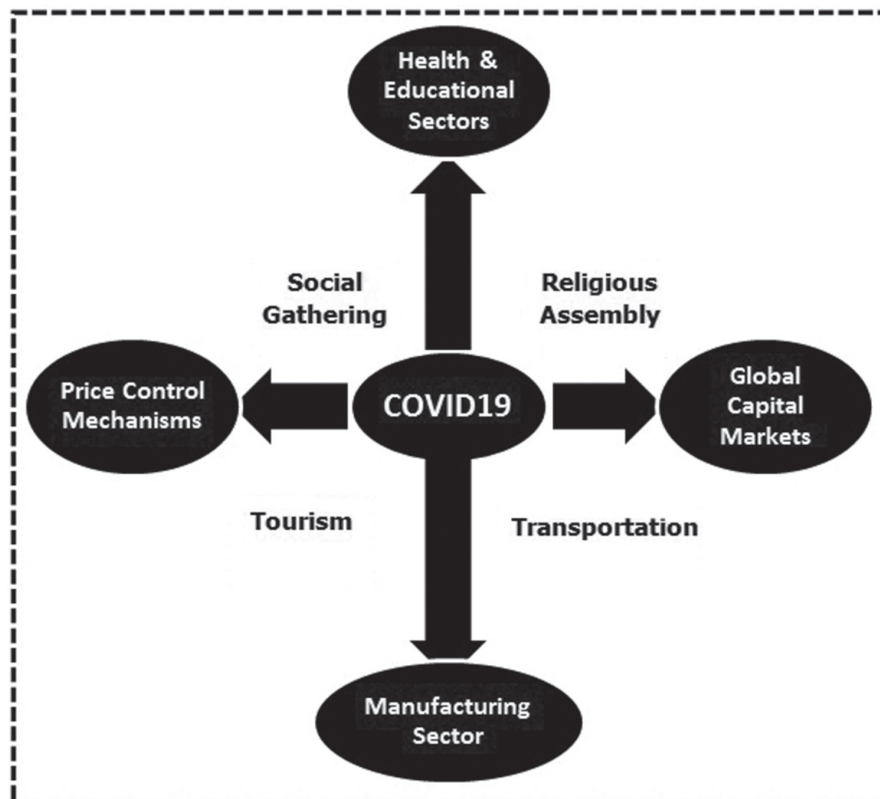 Health &
Educational
Sectors
Social
Gathering
Religious
Assembly
Price Control
Mechanisms
COVID19
Global
Capital
Markets
Tourism
Transportation
Manufacturing
Sector